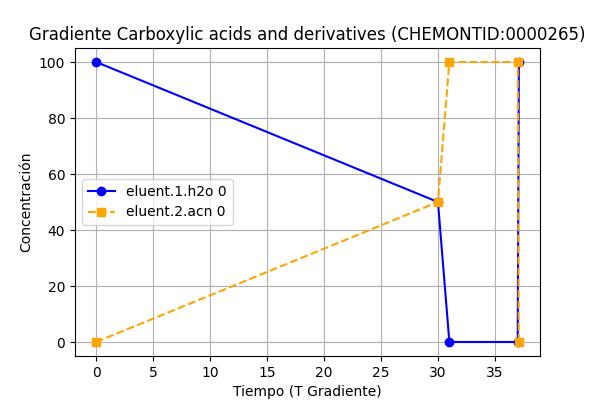 Gradiente Carboxylic acids and derivatives (CHEMONTID:0000265)
100
80
60
40
20
0
Concentración
eluent.1.h2o 0
eluent.2.acn 0
0 5 10 15 20 25 30 35
Tiempo (T Gradiente)